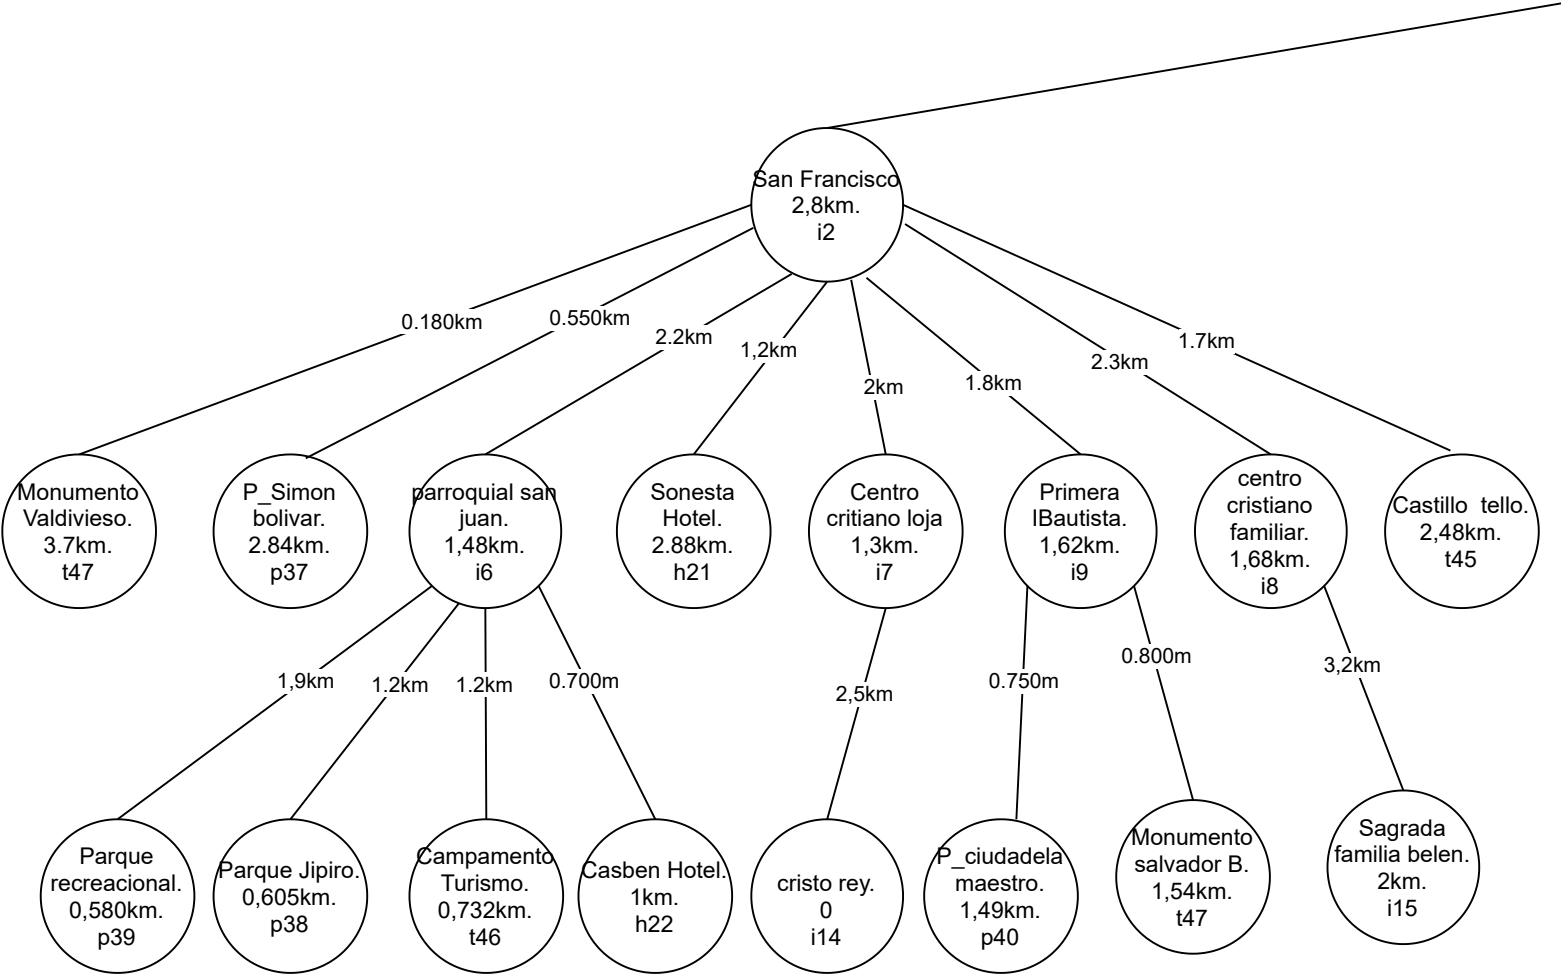 San Francisco
2,8km.
i2
0.180km
0.550km
2.2km
1,2km
2km
1.8km
2.3km
1.7km
Monumento
Valdivieso.
3.7km.
t47
P_Simon
bolivar.
2.84km.
p37
parroquial san
juan.
1,48km.
i6
Sonesta
Hotel.
2.88km.
h21
Centro
critiano loja
1,3km.
i7
Primera
IBautista.
1,62km.
i9
centro
cristiano
familiar.
1,68km.
i8
Castillo  tello.
2,48km.
t45
1,9km
1.2km
1.2km
0.700m
2,5km
0.750m
0.800m
3,2km
Parque
recreacional.
0,580km.
p39
Parque Jipiro.
0,605km.
p38
Campamento
Turismo.
0,732km.
t46
Casben Hotel.
1km.
h22
cristo rey.
0
i14
P_ciudadela
maestro.
1,49km.
p40
Monumento
salvador B.
1,54km.
t47
Sagrada
familia belen.
2km.
i15